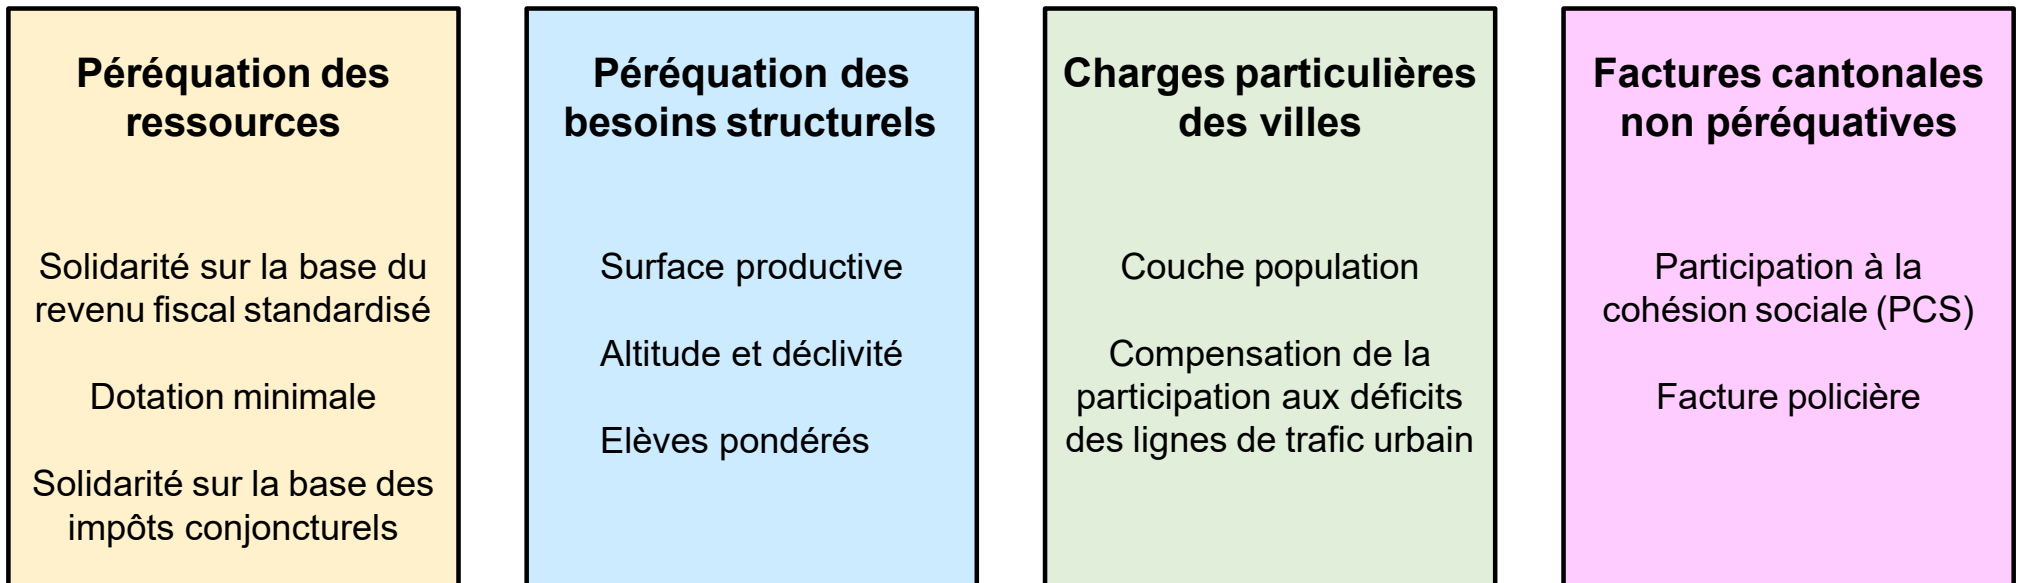 Péréquation des
ressources
Solidarité sur la base du
revenu fiscal standardisé
Dotation minimale
Solidarité sur la base des
impôts conjoncturels
Péréquation des
besoins structurels
Surface productive
Altitude et déclivité
Elèves pondérés
Charges particulières
des villes
Couche population
Compensation de la
participation aux déficits
des lignes de trafic urbain
Factures cantonales
non péréquatives
Participation à la
cohésion sociale (PCS)
Facture policière